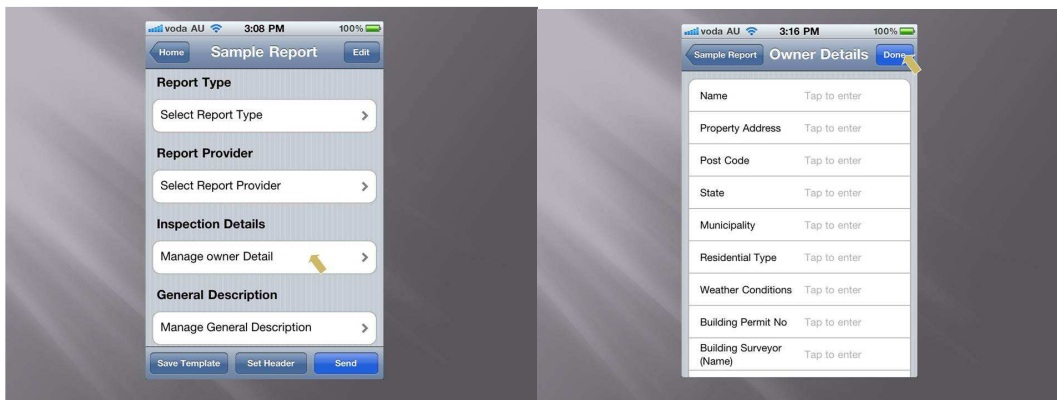 voda AU 3:08 PM 100%
Home Sample Report Edit
Report Type
Select Report Type
Report Provider
Select Report Provider
Inspection Details
Manage owner Detail
General Description
Manage General Description
Save Template Set Header Send
voda AU 3:16 PM 100%
Sample Report Owner Details Done
Name Tap to enter
Property Address Tap to enter
Post Code Tap to enter
State Tap to enter
Municipality Tap to enter
Residential Type Tap to enter
Weather Conditions Tap to enter
Building Permit No Tap to enter
Building Surveyor
(Name) Tap to enter